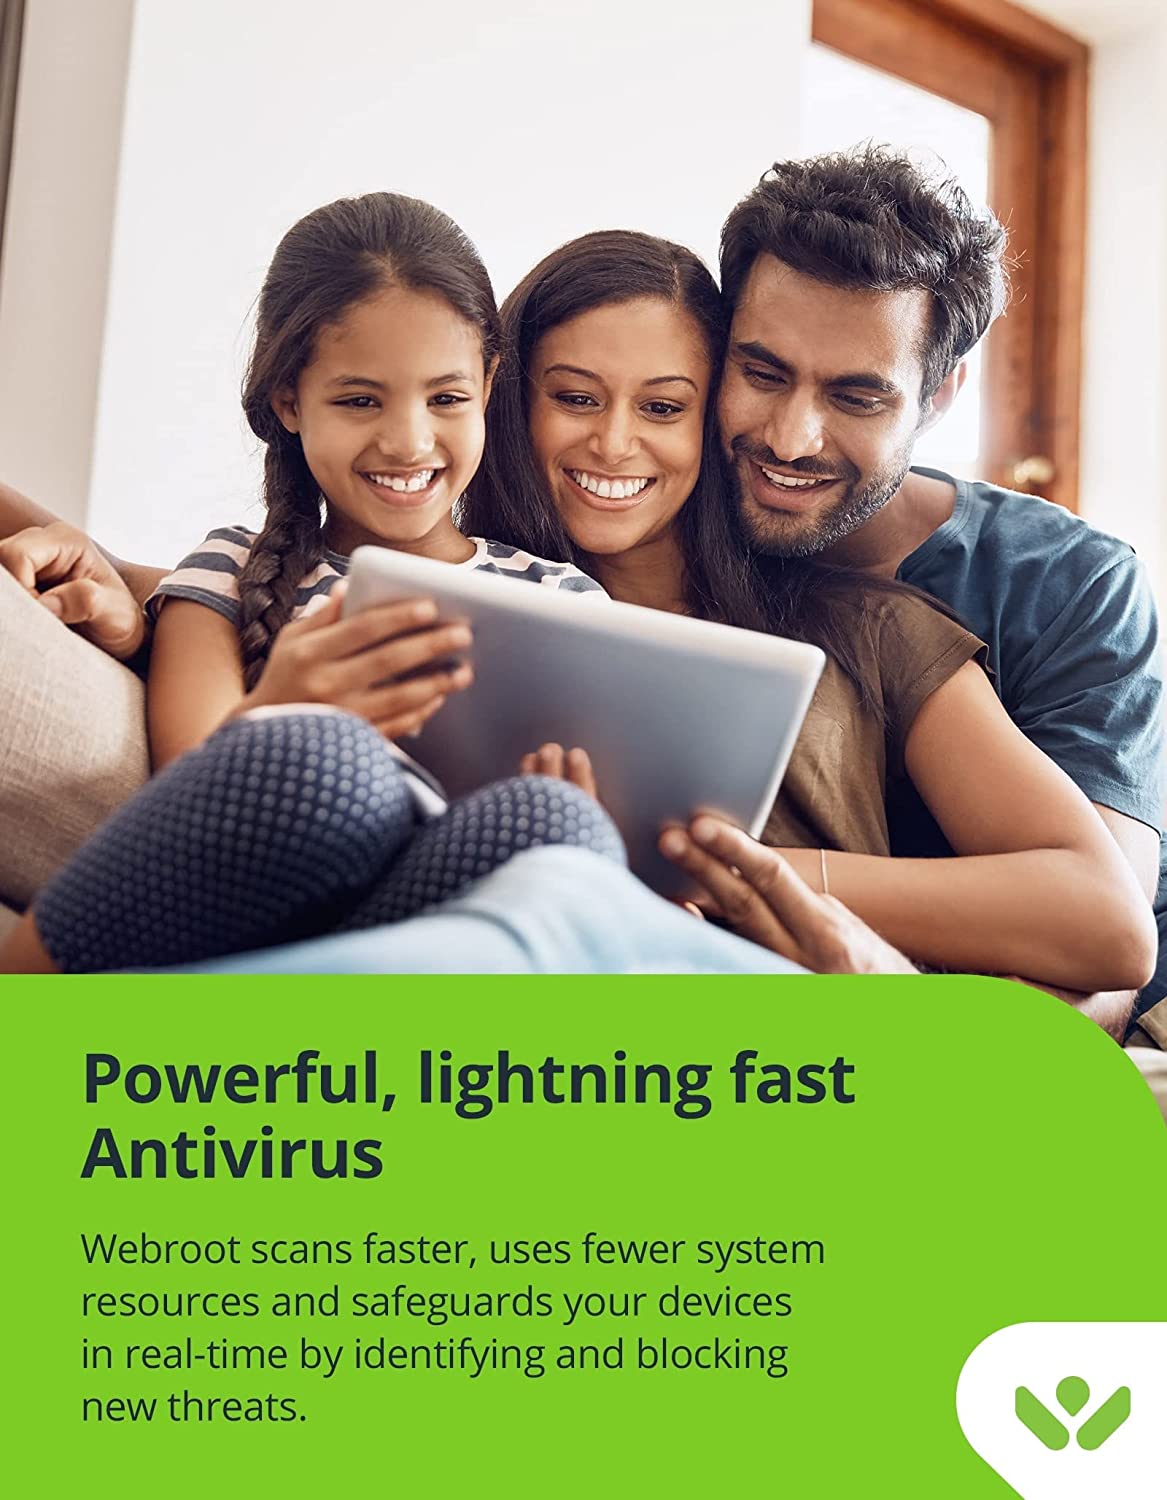 Powerful, lightning fast
Antivirus
Webroot scans faster, uses fewer system
resources and safeguards your devices
in real-time by identifying and blocking
new threats.